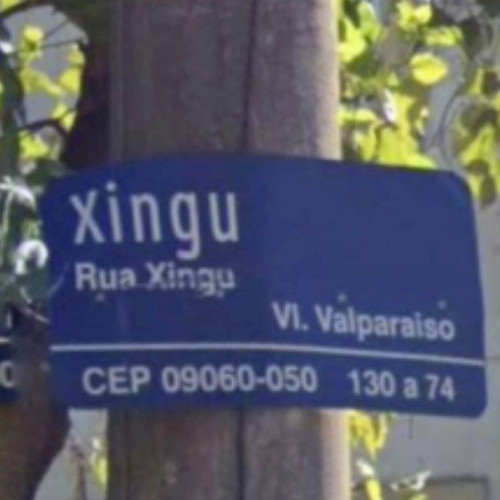 Xingu
Rua Xingu
Vl. Valparaiso
CEP 09060-050 130 a 74